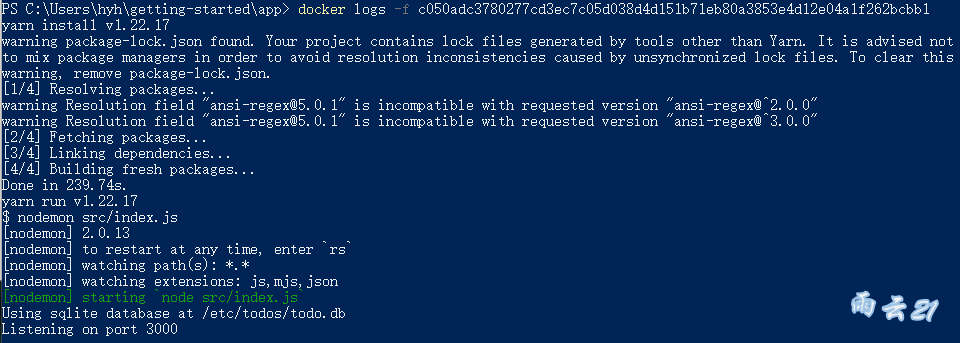 PS C:\Users\hyh\getting-started\app> docker logs -f c050adc3780277cd3ec7c05d038d4d151b71eb80a3853e4d12e04a1f262bcbb1
yarn install v1.22.17
warning package-lock.json found. Your project contains lock files generated by tools other than Yarn. It is advised not
to mix package managers in order to avoid resolution inconsistencies caused by unsynchronized lock files. To clear this
warning, remove package-lock.json.
[1/4] Resolving packages...
warning Resolution field "ansi-regex@5.0.1" is incompatible with requested version "ansi-regex@^2.0.0"
warning Resolution field "ansi-regex@5.0.1" is incompatible with requested version "ansi-regex@^3.0.0"
[2/4] Fetching packages...
[3/4] Linking dependencies...
[4/4] Building fresh packages...
Done in 239.74s.
yarn run v1.22.17
$ nodemon src/index.js
[nodemon] 2.0.13
[nodemon] to restart at any time, enter `rs`
[nodemon] watching path(s): *.*
[nodemon] watching extensions: js,mjs,json
[nodemon] starting `node src/index.js
Using sqlite database at /etc/todos/todo.db
Listening on port 3000
雨云21